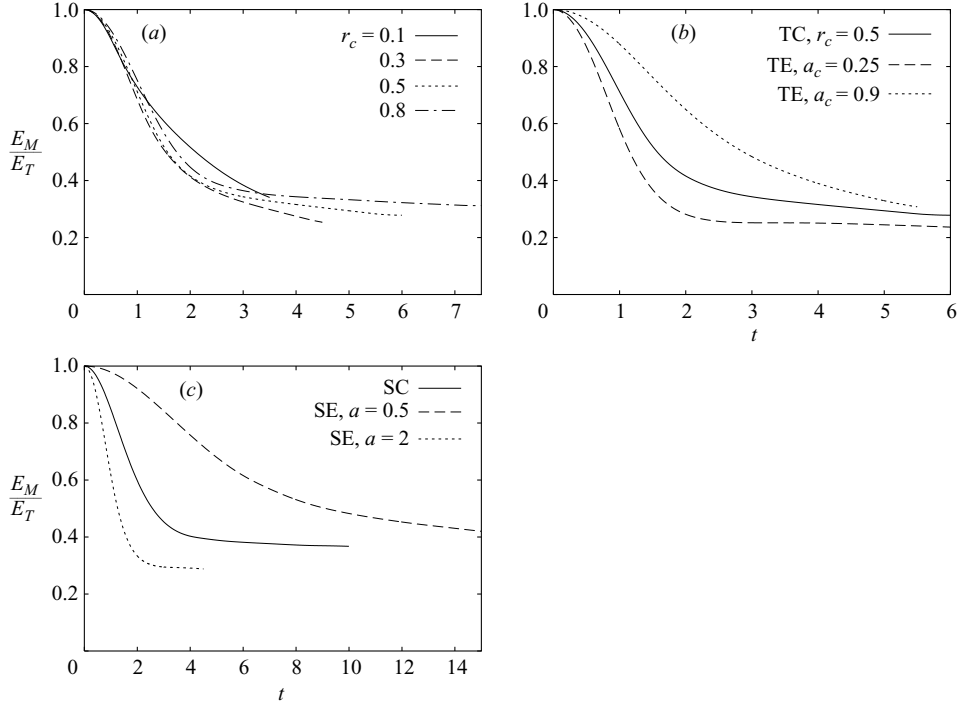 (a)
r_c = 0.1
0.3
0.5
0.8
1.0
0.8
0.6
0.4
0.2
0
E_M
E_T
1 2 3 4 5 6 7
(b)
TC, r_c = 0.5
TE, a_c = 0.25
TE, a_c = 0.9
1.0
0.8
0.6
0.4
0.2
0
1 2 3 4 5 6
t
(c)
SC
SE, a = 0.5
SE, a = 2
1.0
0.8
0.6
0.4
0.2
0
E_M
E_T
2 4 6 8 10 12 14
t